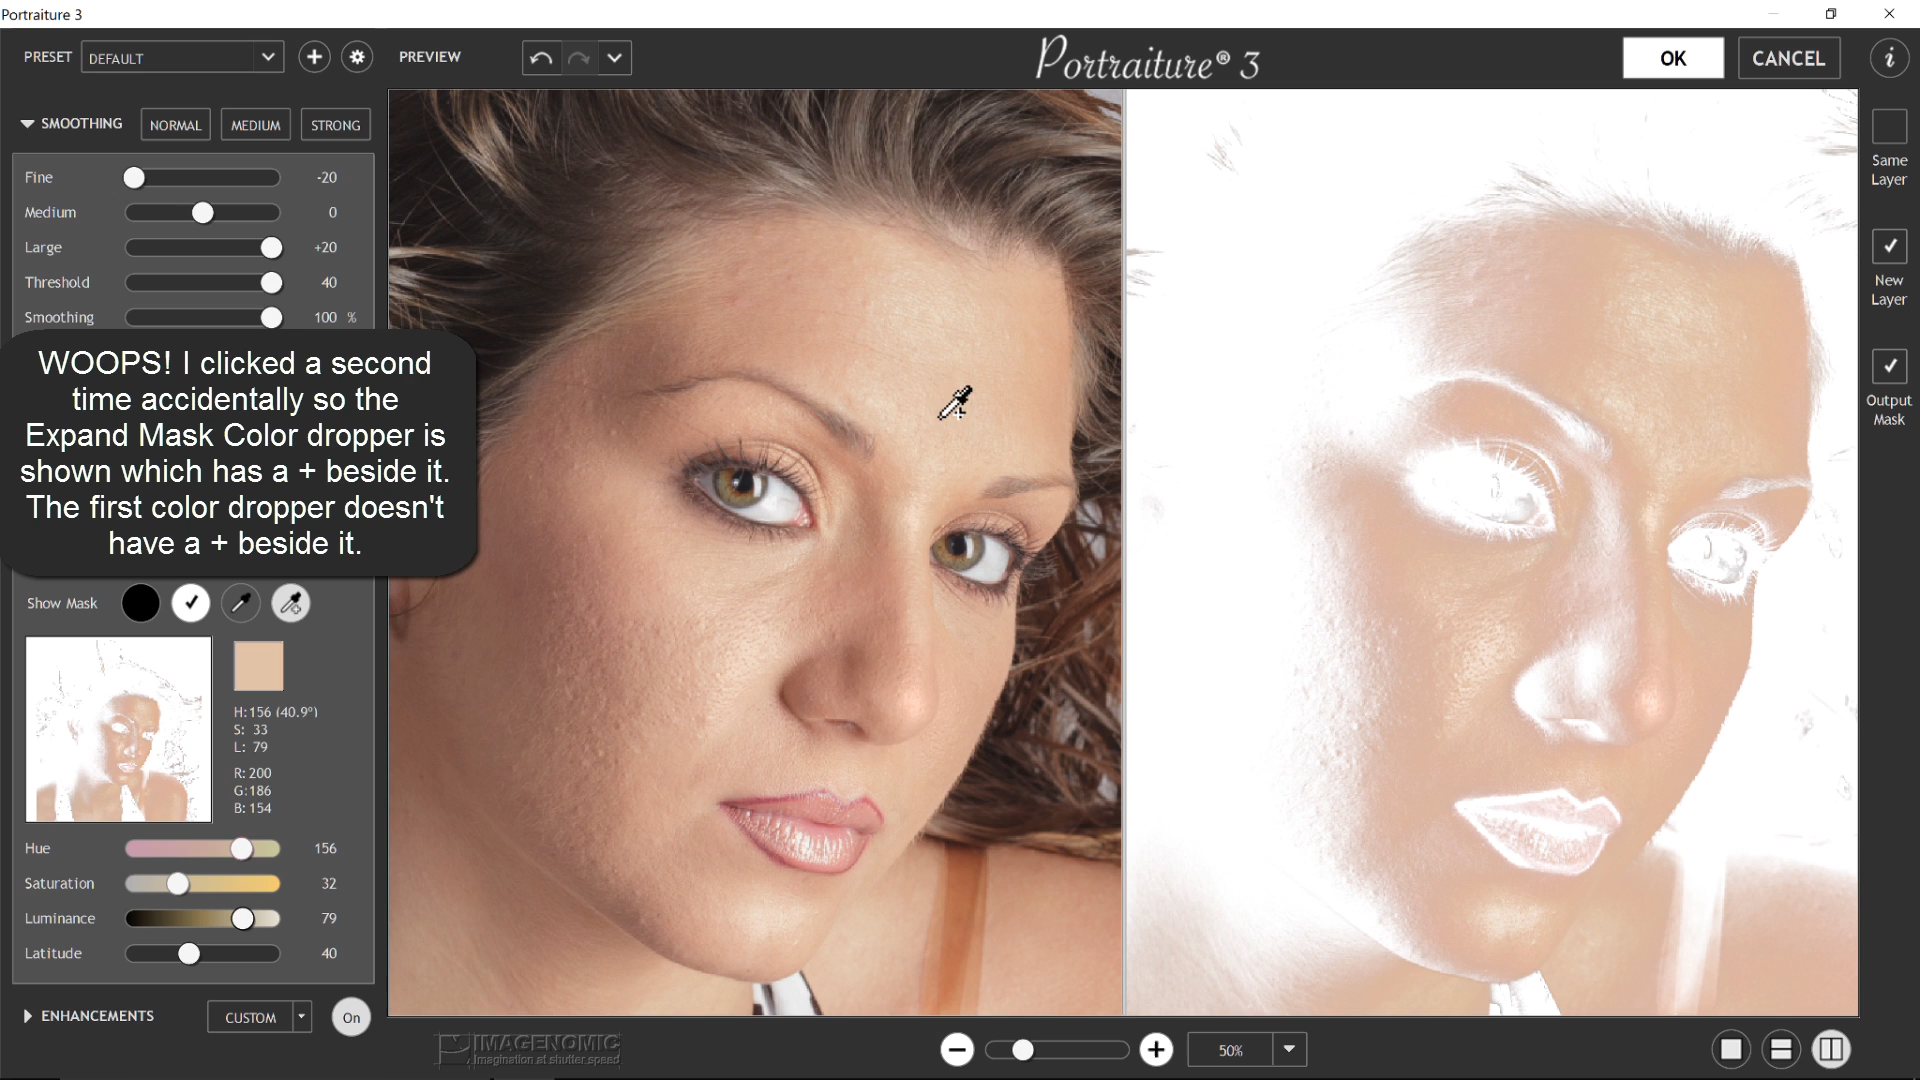 Portraiture 3
PRESET DEFAULT
PREVIEW
Portraiture® 3
OK
CANCEL
i
SMOOTHING NORMAL MEDIUM STRONG
Fine -20
Medium 0
Large +20
Threshold 40
Smoothing 100 %
WOOPS! I clicked a second
time accidentally so the
Expand Mask Color dropper is
shown which has a + beside it.
The first color dropper doesn't
have a + beside it.
Show Mask
H:156 (40.9º)
S: 33
L: 79
R:200
G:186
B:154
Hue 156
Saturation 32
Luminance 79
Latitude 40
ENHANCEMENTS CUSTOM On
IMAGENOMIC
Imagination at shutter speed
50%
Same
Layer
New
Layer
Output
Mask